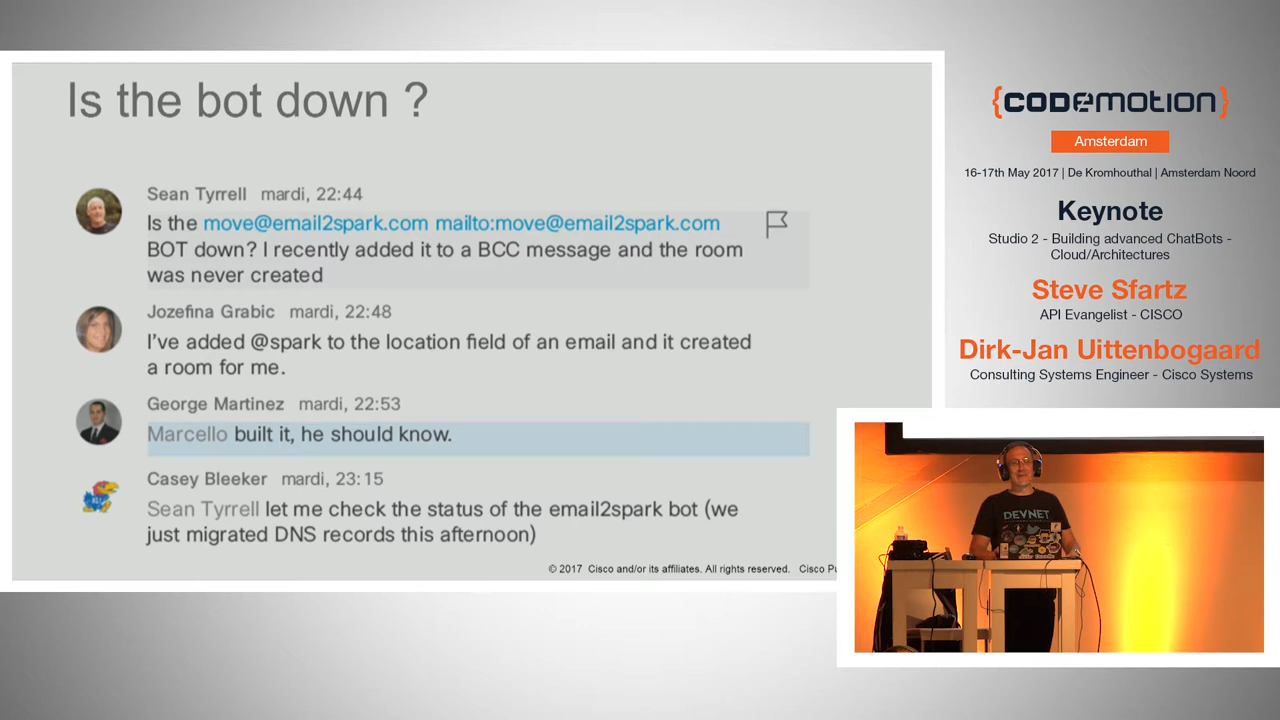 Is the bot down ?
Sean Tyrrell mardi, 22:44
Is the move@email2spark.com mailto:move@email2spark.com
BOT down? I recently added it to a BCC message and the room
was never created
Jozefina Grabic mardi, 22:48
I've added @spark to the location field of an email and it created
a room for me.
George Martinez mardi, 22:53
Marcello built it, he should know.
Casey Bleeker mardi, 23:15
Sean Tyrrell let me check the status of the email2spark bot (we
just migrated DNS records this afternoon)
© 2017 Cisco and/or its affiliates. All rights reserved. Cisco Pu
{CODEMOTION}
Amsterdam
16-17th May 2017 | De Kromhouthal | Amsterdam Noord
Keynote
Studio 2 - Building advanced ChatBots -
Cloud/Architectures
Steve Sfartz
API Evangelist - CISCO
Dirk-Jan Uittenbogaard
Consulting Systems Engineer - Cisco Systems
DEVNET